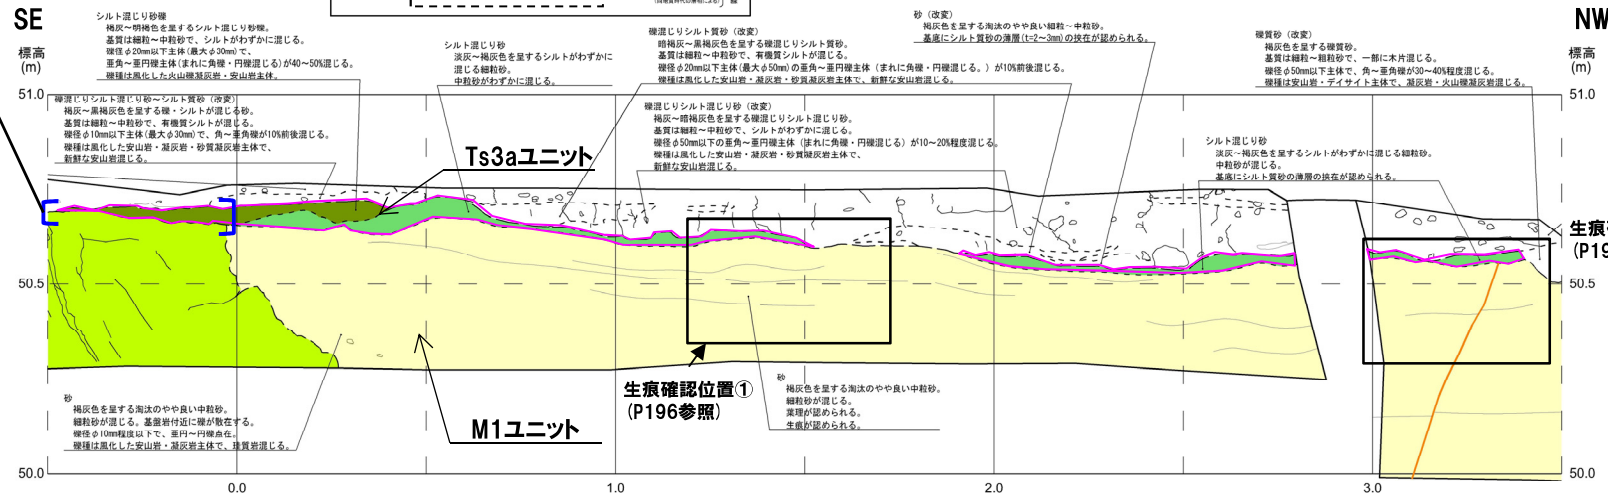 SE
標高
(m)
シルト混じり砂礫
褐灰～明褐色を呈するシルト混じり砂礫。
基質は細粒～中粒砂で、シルトがわずかに混じる。
礫径φ20mm以下主体(最大φ30mm)で、
亜角～亜円礫主体(まれに角礫・円礫混じる)が40～50%混じる。
礫種は風化した火山礫凝灰岩・安山岩主体。
礫混じりシルト混じり砂～シルト質砂（改変）
褐灰～黒褐灰色を呈する礫・シルトが混じる砂。
基質は細粒～中粒砂で、有機質シルトが混じる。
礫径φ10mm以下主体(最大φ30mm)で、角～亜角礫が10%前後混じる。
礫種は風化した安山岩・凝灰岩・砂質凝灰岩主体で、
新鮮な安山岩混じる。
シルト混じり砂
淡灰～褐灰色を呈するシルトがわずかに
混じる細粒砂。
中粒砂がわずかに混じる。
礫混じりシルト質砂（改変）
暗褐灰～黒褐灰色を呈する礫混じりシルト質砂。
基質は細粒～中粒砂で、有機質シルトが混じる。
礫径φ20mm以下主体(最大φ50mm)の亜角～亜円礫主体（まれに角礫・円礫混じる。）が10%前後混じる。
礫種は風化した安山岩・凝灰岩・砂質凝灰岩主体で、新鮮な安山岩混じる。
礫混じりシルト混じり砂（改変）
褐灰～暗褐灰色を呈する礫混じりシルト混じり砂。
基質は細粒～中粒砂で、シルトがわずかに混じる。
礫径φ50mm以下の亜角～亜円礫主体（まれに角礫・円礫混じる）が10～20%程度混じる。
礫種は風化した安山岩・凝灰岩・砂質凝灰岩主体で、
新鮮な安山岩混じる。
砂（改変）
褐灰色を呈する淘汰のやや良い細粒～中粒砂。
基底にシルト質砂の薄層(t=2～3mm)の挟在が認められる。
礫質砂（改変）
褐灰色を呈する礫質砂。
基質は細粒～粗粒砂で、一部に木片混じる。
礫径φ50mm以下主体で、角～亜角礫が30～40%程度混じる。
礫種は安山岩・デイサイト主体で、凝灰岩・火山礫凝灰岩混じる。
シルト混じり砂
淡灰～褐灰色を呈するシルトがわずかに混じる細粒砂。
中粒砂が混じる。
基底にシルト質砂の薄層の挟在が認められる。
NW
標高
(m)
51.0
51.0
Ts3aユニット
50.5
50.5
生痕
(P19
生痕確認位置①
(P196参照)
M1ユニット
砂
褐灰色を呈する淘汰のやや良い中粒砂。
細粒砂が混じる。基盤岩付近に礫が散在する。
礫径φ10mm程度以下で、亜円～円礫点在。
礫種は風化した安山岩・凝灰岩主体で、珪質岩混じる。
砂
褐灰色を呈する淘汰のやや良い中粒砂。
細粒砂が混じる。
葉理が認められる。
生痕が認められる。
50.0
50.0
0.0
1.0
2.0
3.0